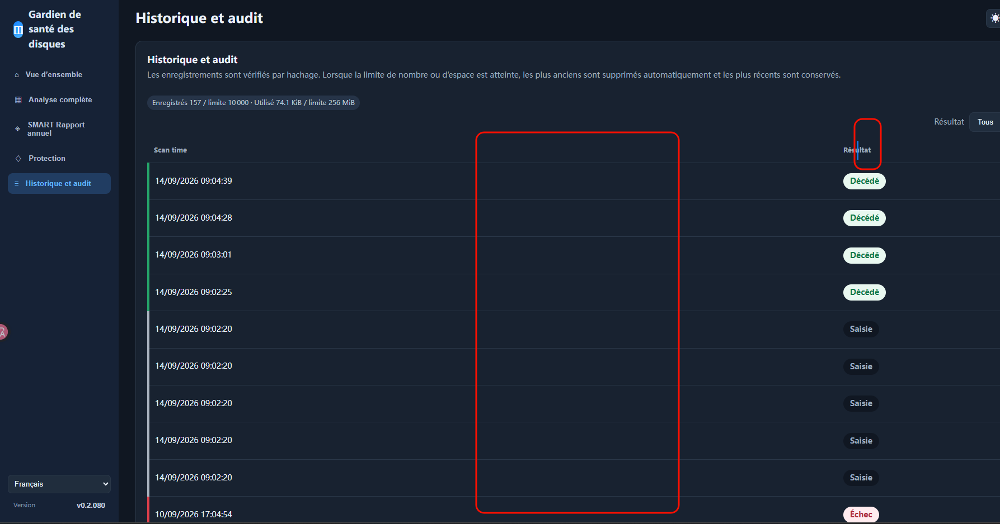 Gardien de
santé des
disques
Vue d'ensemble
Analyse complète
SMART Rapport
annuel
Protection
Historique et audit
Français
Version v0.2.080
Historique et audit
Historique et audit
Les enregistrements sont vérifiés par hachage. Lorsque la limite de nombre ou d'espace est atteinte, les plus anciens sont supprimés automatiquement et les plus récents sont conservés.
Enregistrés 157 / limite 10 000 · Utilisé 74.1 KiB / limite 256 MiB
Résultat Tous
Scan time Résultat
14/09/2026 09:04:39 Décédé
14/09/2026 09:04:28 Décédé
14/09/2026 09:03:01 Décédé
14/09/2026 09:02:25 Décédé
14/09/2026 09:02:20 Saisie
14/09/2026 09:02:20 Saisie
14/09/2026 09:02:20 Saisie
14/09/2026 09:02:20 Saisie
14/09/2026 09:02:20 Saisie
10/09/2026 17:04:54 Échec